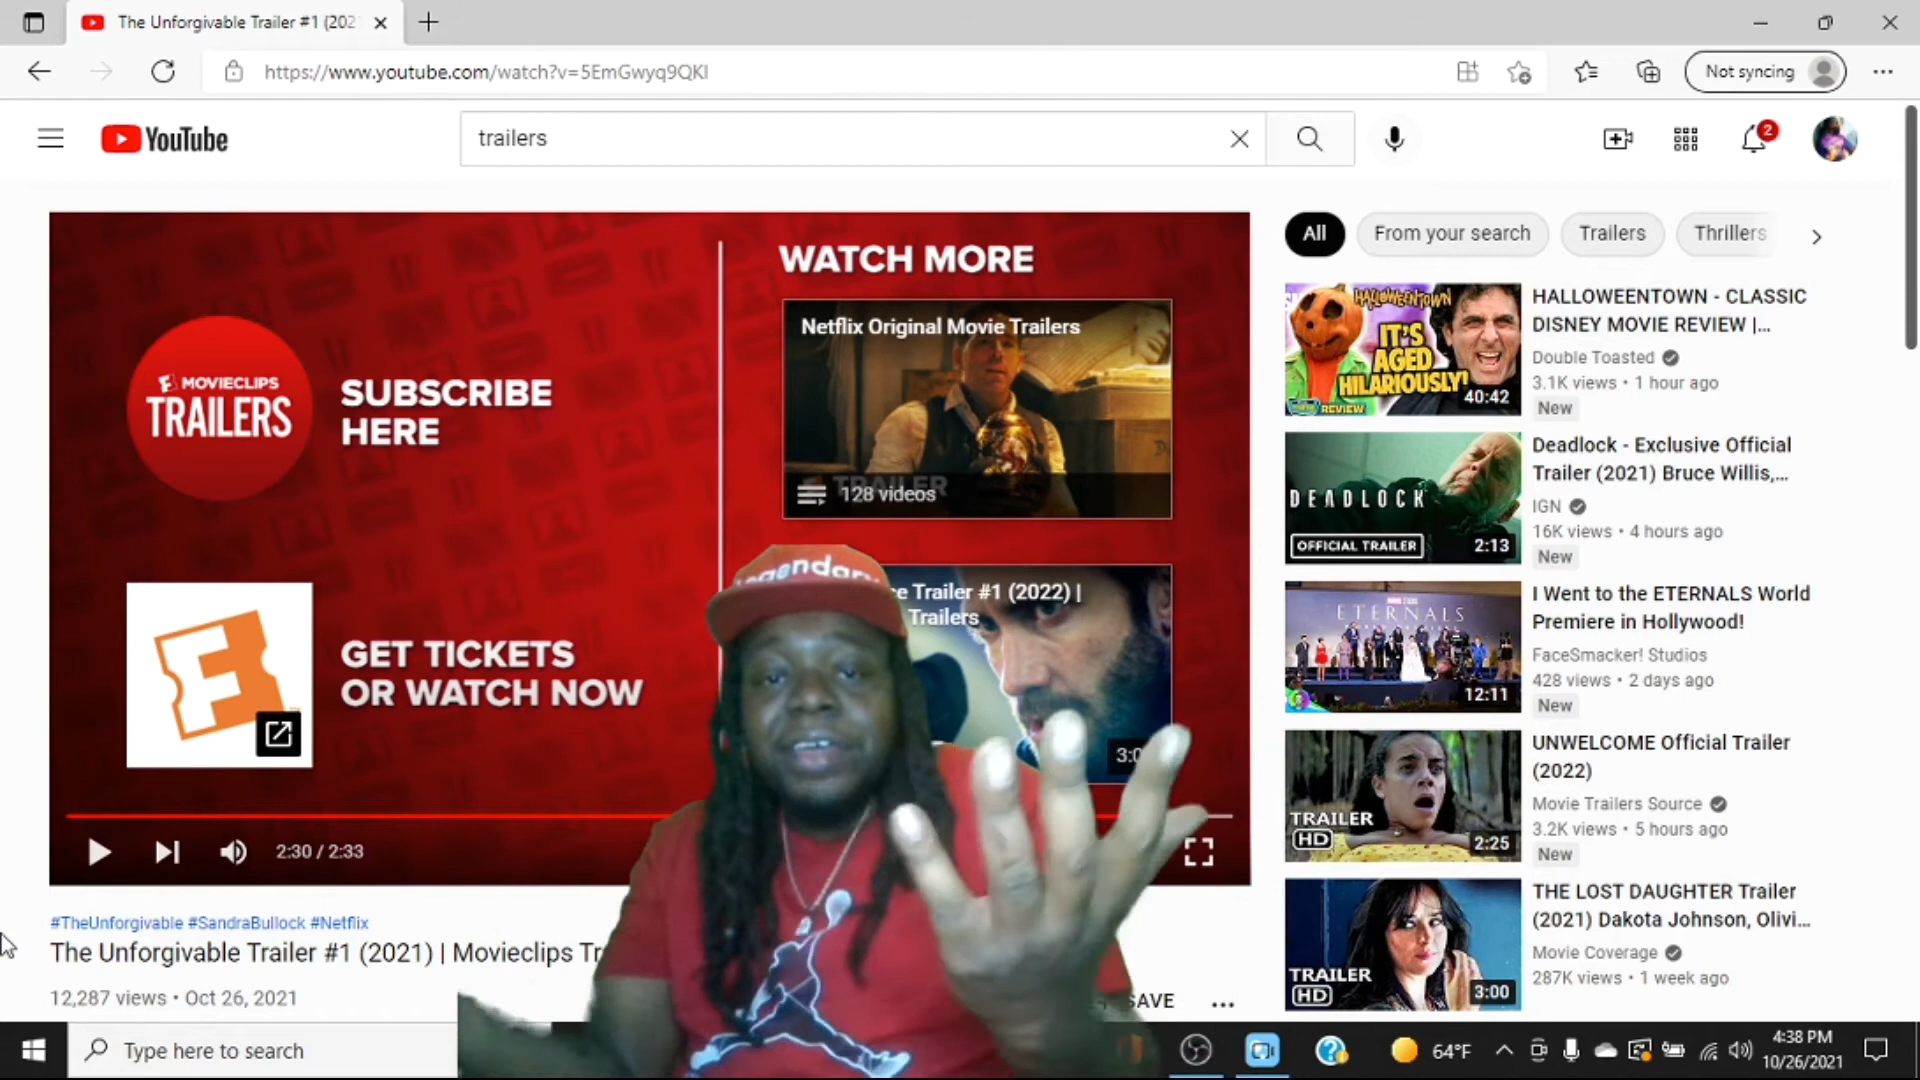 The Unforgivable Trailer #1 (202
https://www.youtube.com/watch?v=5EmGwyq9QKI
Not syncing
YouTube
trailers
2
WATCH MORE
Netflix Original Movie Trailers
128 videos
MOVIECLIPS
TRAILERS
SUBSCRIBE
HERE
Legendary
Trailer #1 (2022) |
Trailers
GET TICKETS
OR WATCH NOW
2:30 / 2:33
#TheUnforgivable #SandraBullock #Netflix
The Unforgivable Trailer #1 (2021) | Movieclips
12,287 views • Oct 26, 2021
SAVE
All
From your search
Trailers
Thrillers
HALLOWEENTOWN
IT'S
AGED
HILARIOUSLY!
REVIEW
40:42
HALLOWEENTOWN - CLASSIC
DISNEY MOVIE REVIEW |...
Double Toasted
3.1K views • 1 hour ago
New
DEADLOCK
OFFICIAL TRAILER
2:13
Deadlock - Exclusive Official
Trailer (2021) Bruce Willis,...
IGN
16K views • 4 hours ago
New
ETERNALS
12:11
I Went to the ETERNALS World
Premiere in Hollywood!
FaceSmacker! Studios
428 views • 2 days ago
New
TRAILER
HD
2:25
UNWELCOME Official Trailer
(2022)
Movie Trailers Source
3.2K views • 5 hours ago
New
TRAILER
HD
3:00
THE LOST DAUGHTER Trailer
(2021) Dakota Johnson, Olivi...
Movie Coverage
287K views • 1 week ago
Type here to search
64°F
4:38 PM
10/26/2021